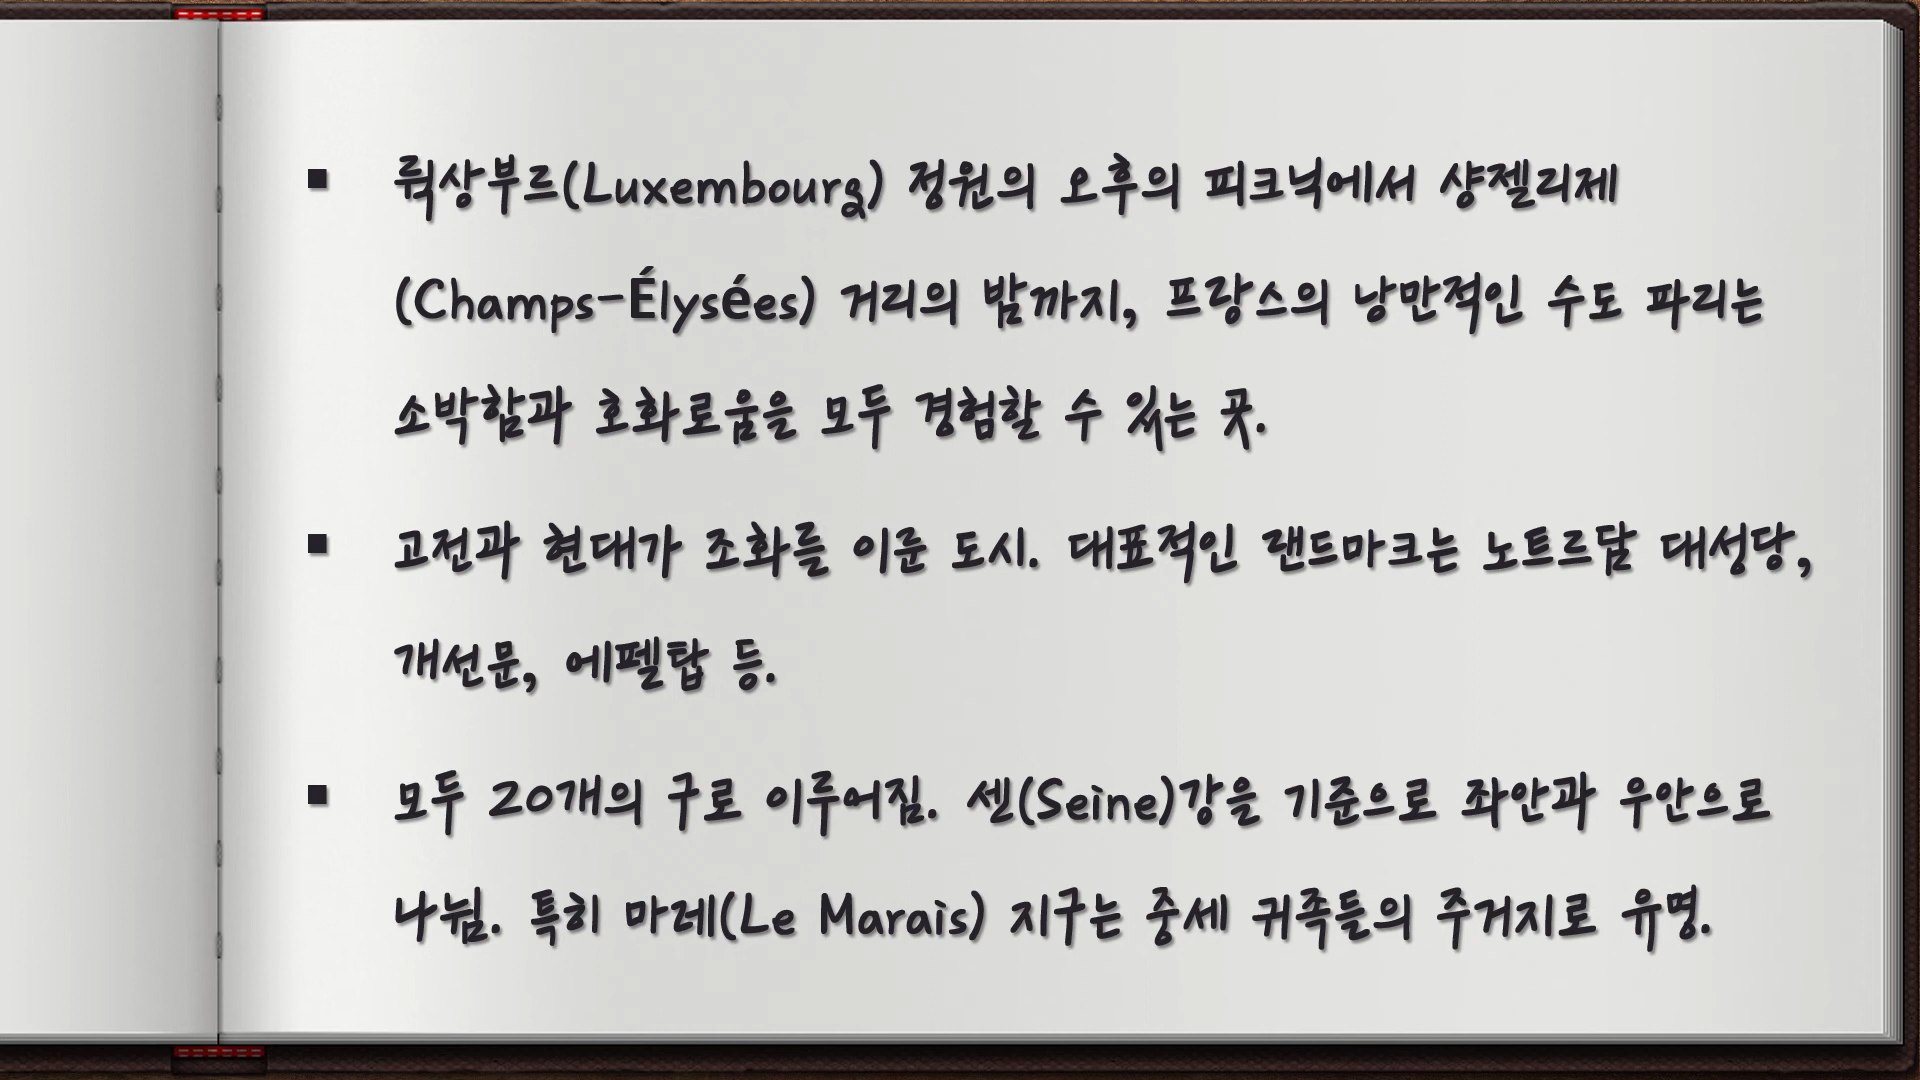 ▪ 뤽상부르(Luxembourg) 정원의 오후의 피크닉에서 샹젤리제
(Champs-Élysées) 거리의 밤까지, 프랑스의 낭만적인 수도 파리는
소박함과 호화로움을 모두 경험할 수 있는 곳.
▪ 고전과 현대가 조화를 이룬 도시. 대표적인 랜드마크는 노트르담 대성당,
개선문, 에펠탑 등.
▪ 모두 20개의 구로 이루어짐. 센(Seine)강을 기준으로 좌안과 우안으로
나뉨. 특히 마레(Le Marais) 지구는 중세 귀족들의 주거지로 유명.